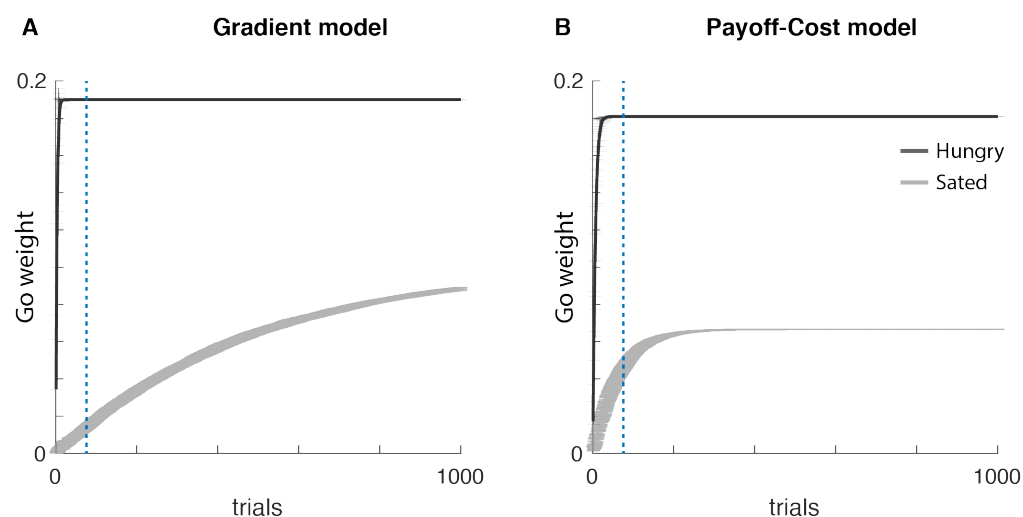 A Gradient model
0.2
Go weight
0
0
1000
trials
B Payoff-Cost model
0.2
Go weight
Hungry
Sated
0
0
1000
trials